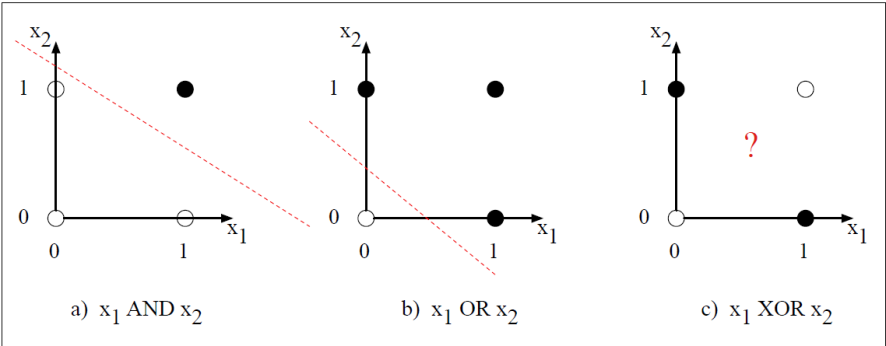 x2 x2 x2
1 1 1
?
0 x1 0 x1 0 x1
0 1 0 1 0 1
a) x1 AND x2 b) x1 OR x2 c) x1 XOR x2